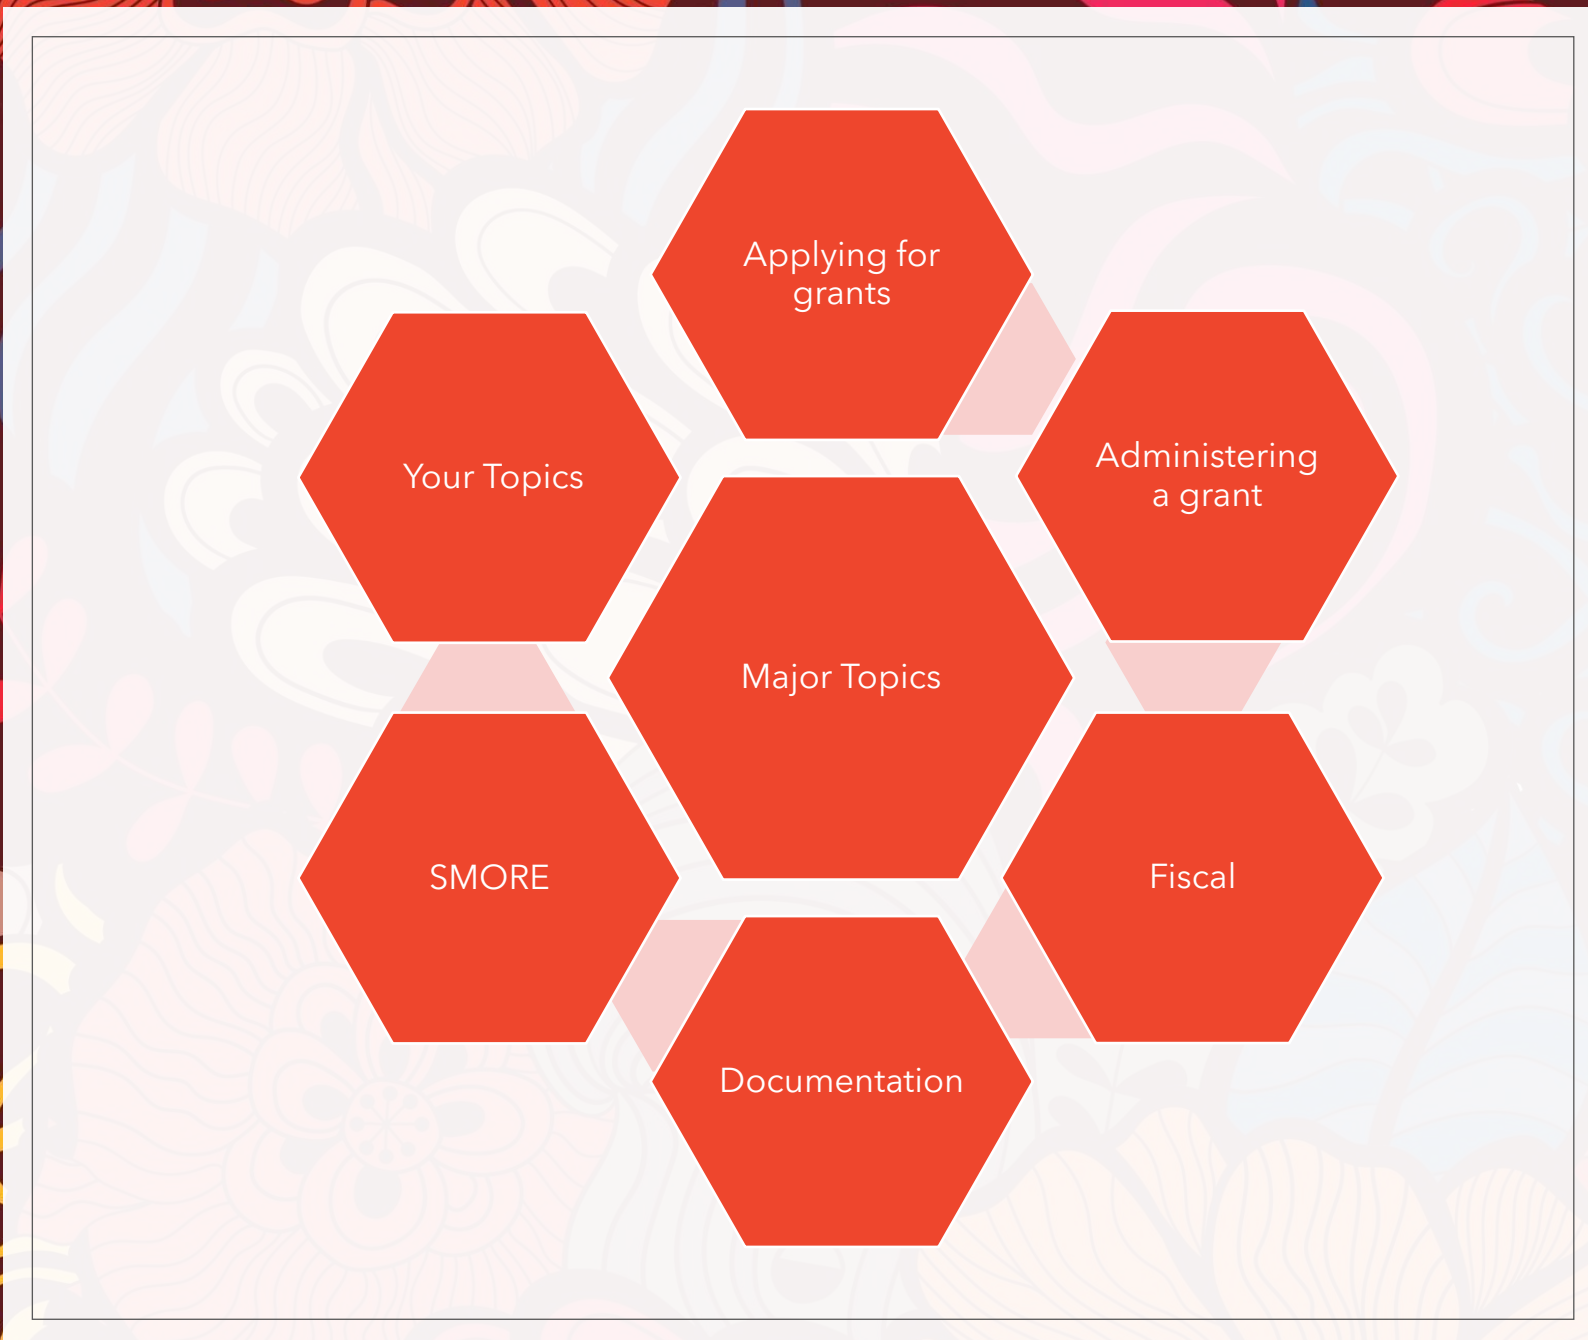 Applying for
grants
Administering
a grant
Fiscal
Documentation
SMORE
Your Topics
Major Topics